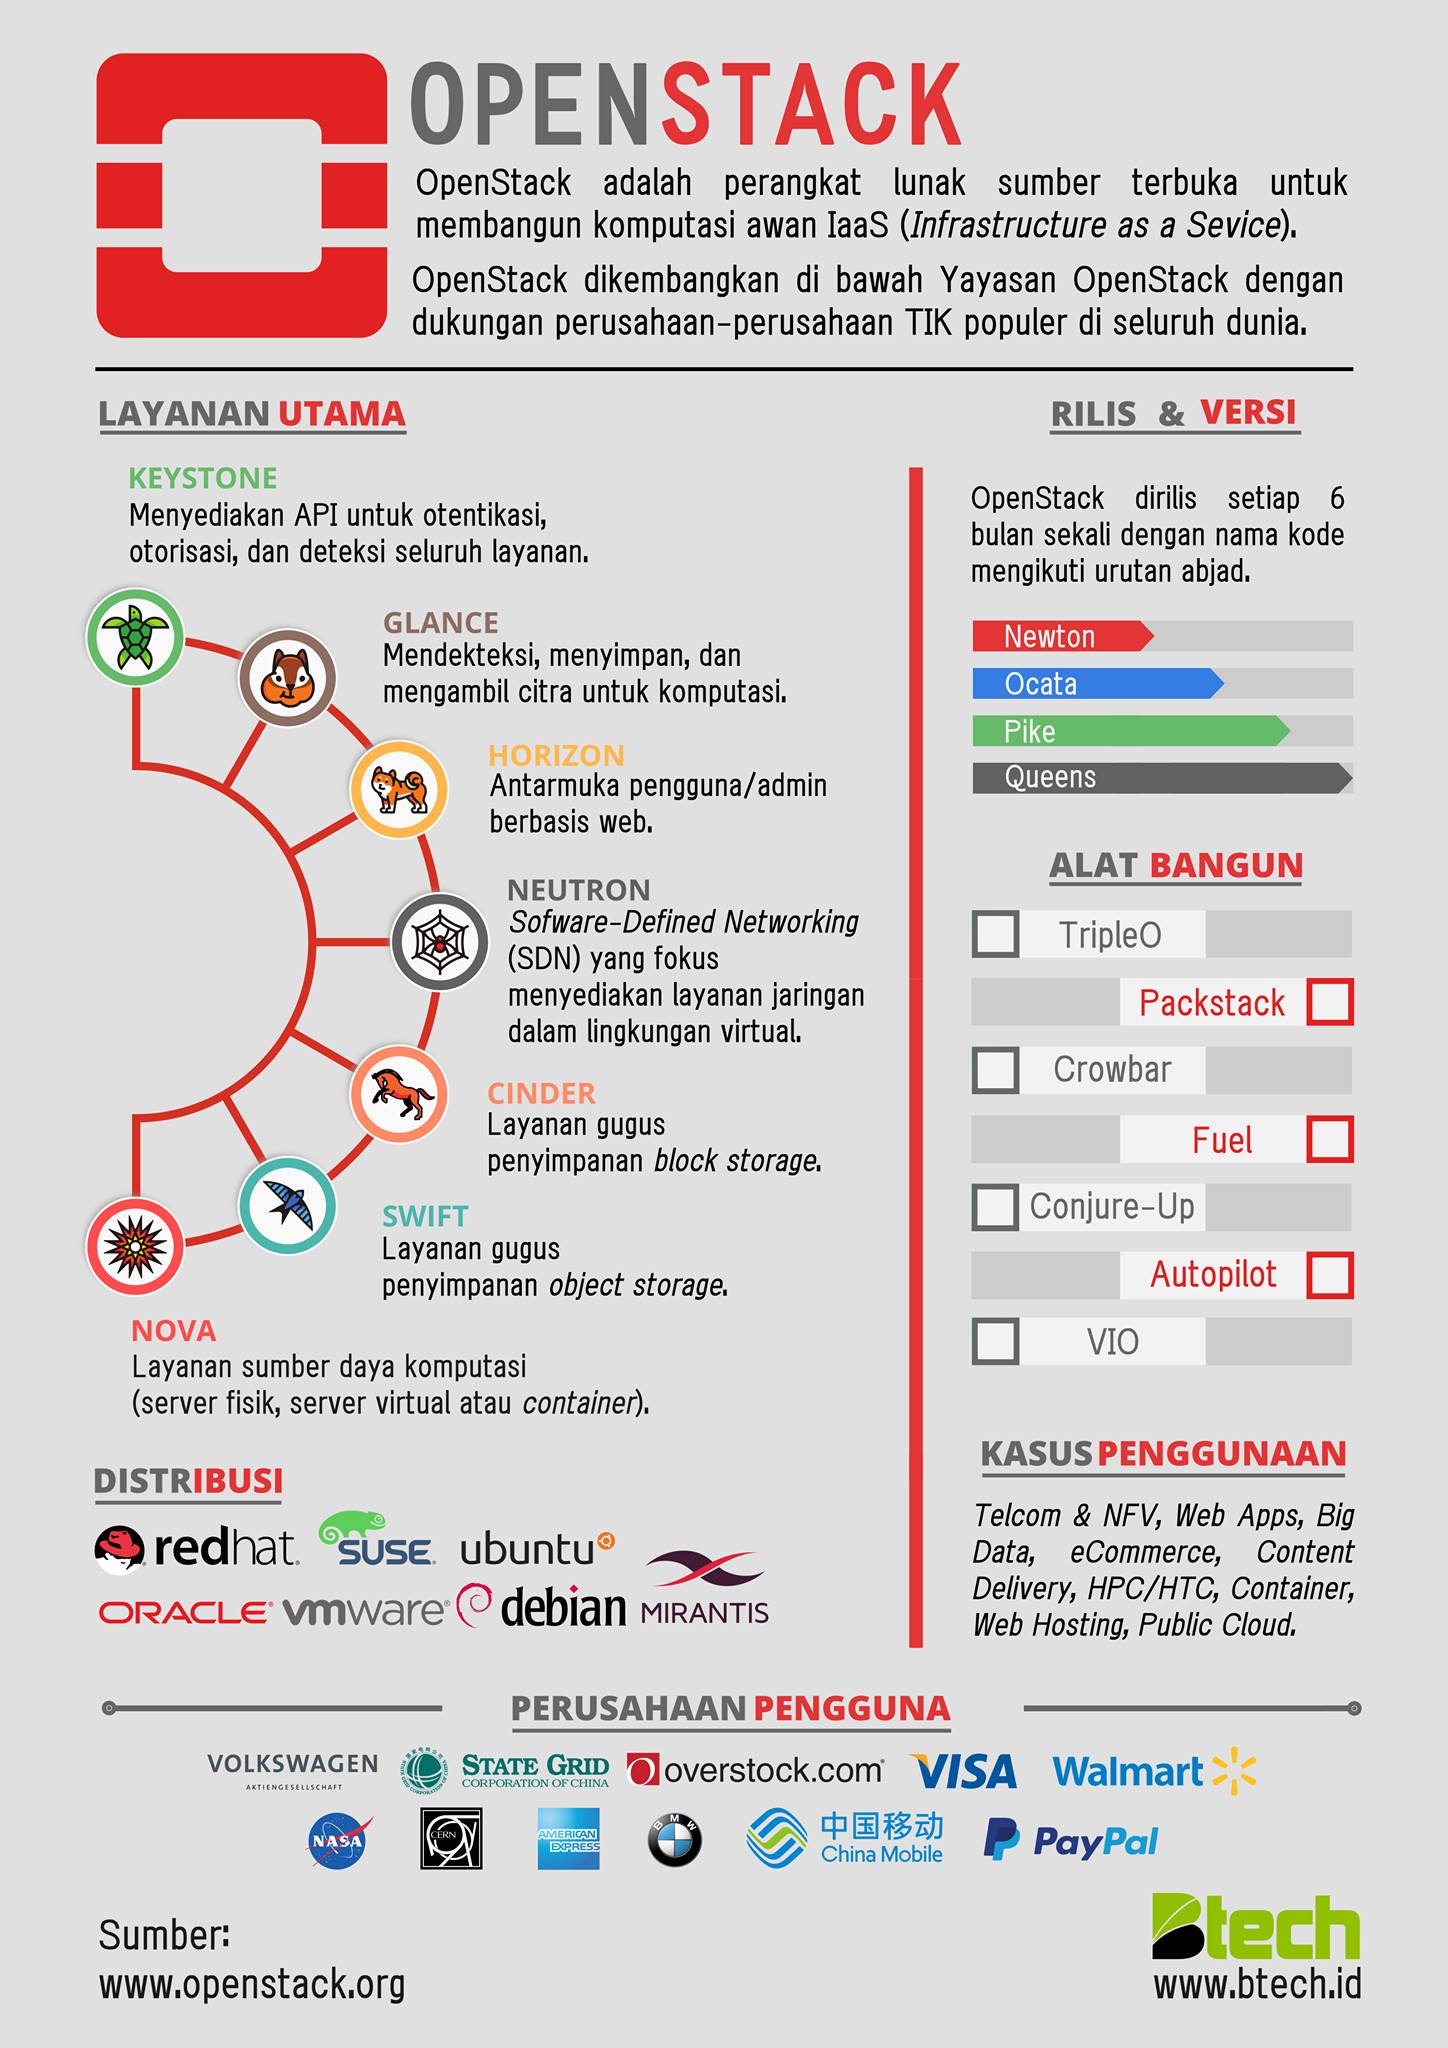 OPENSTACK
OpenStack adalah perangkat lunak sumber terbuka untuk
membangun komputasi awan IaaS (Infrastructure as a Sevice).
OpenStack dikembangkan di bawah Yayasan OpenStack dengan
dukungan perusahaan-perusahaan TIK populer di seluruh dunia.
LAYANAN UTAMA
KEYSTONE
Menyediakan API untuk otentikasi,
otorisasi, dan deteksi seluruh layanan.
GLANCE
Mendekteksi, menyimpan, dan
mengambil citra untuk komputasi.
HORIZON
Antarmuka pengguna/admin
berbasis web.
NEUTRON
Sofware-Defined Networking
(SDN) yang fokus
menyediakan layanan jaringan
dalam lingkungan virtual.
CINDER
Layanan gugus
penyimpanan block storage.
SWIFT
Layanan gugus
penyimpanan object storage.
NOVA
Layanan sumber daya komputasi
(server fisik, server virtual atau container).
DISTRIBUSI
redhat. SUSE ubuntu
ORACLE vmware debian MIRANTIS
RILIS & VERSI
OpenStack dirilis setiap 6
bulan sekali dengan nama kode
mengikuti urutan abjad.
Newton
Ocata
Pike
Queens
ALAT BANGUN
TripleO
Packstack
Crowbar
Fuel
Conjure-Up
Autopilot
VIO
KASUS PENGGUNAAN
Telcom & NFV, Web Apps, Big
Data, eCommerce, Content
Delivery, HPC/HTC, Container,
Web Hosting, Public Cloud.
PERUSAHAAN PENGGUNA
VOLKSWAGEN
AKTIENGESELLSCHAFT
STATE GRID
CORPORATION OF CHINA
overstock.com
VISA
Walmart
NASA
CERN
AMERICAN
EXPRESS
BMW
中国移动
China Mobile
PayPal
Sumber:
www.openstack.org
Btech
www.btech.id